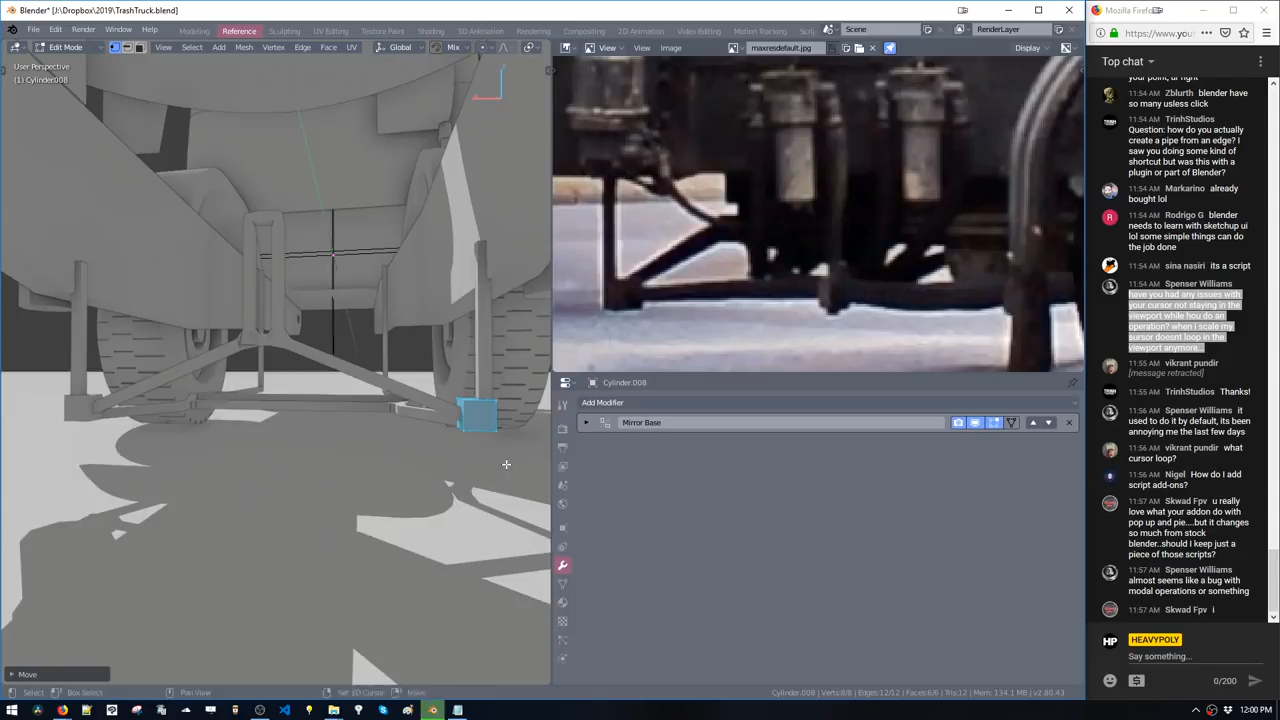 Blender* [J:\Dropbox\2019\TrashTruck.blend]
File Edit Render Window Help
Reference Sculpting UV Editing Texture Paint Shading Animation Rendering Compositing 2D Animation Video Editing Motion Tracking
Scene
RenderLayer
Edit Mode
View Select Add Mesh Vertex Edge Face UV
Global
Mix
View
View Image
maxresdefault.jpg
Display
User Perspective
(1) Cylinder.008
Cylinder.008
Add Modifier
Mirror Base
Move
Select
Box Select
Pan View
Set 3D Cursor
Move
Cylinder.008 | Verts:8/8 | Edges:12/12 | Faces:6/6 | Tris:12 | Mem: 134.1 MB | v2.80.43
Mozilla Firefox
https://www.you
Top chat
your point, ur right
11:54 AM Zblurth blender have
so many usless click
11:54 AM TrinhStudios
Question: how do you actually
create a pipe from an edge? I
saw you doing some kind of
shortcut but was this with a
plugin or part of Blender?
11:54 AM Markarino already
bought lol
11:54 AM Rodrigo G blender
needs to learn with sketchup ui
lol some simple things can do
the job done
11:54 AM sina nasiri its a script
11:54 AM Spenser Williams
have you had any issues with
your cursor not staying in the
viewport while hou do an
operation? when i scale my
sursor doesnt loop in the
viewport anymore...
11:55 AM vikrant pundir
[message retracted]
11:55 AM TrinhStudios Thanks!
11:56 AM Spenser Williams it
used to do it by default, its been
annoying me the last few days
11:56 AM vikrant pundir what
cursor loop?
11:56 AM Nigel How do I add
script add-ons?
11:57 AM Skwad Fpv u really
love what your addon do with
pop up and pie....but it changes
so much from stock
blender..should I keep just a
piece of those scripts?
11:57 AM Spenser Williams
almost seems like a bug with
modal operations or something
11:57 AM Skwad Fpv i
HP
HEAVYPOLY
Say something...
0/200
12:00 PM